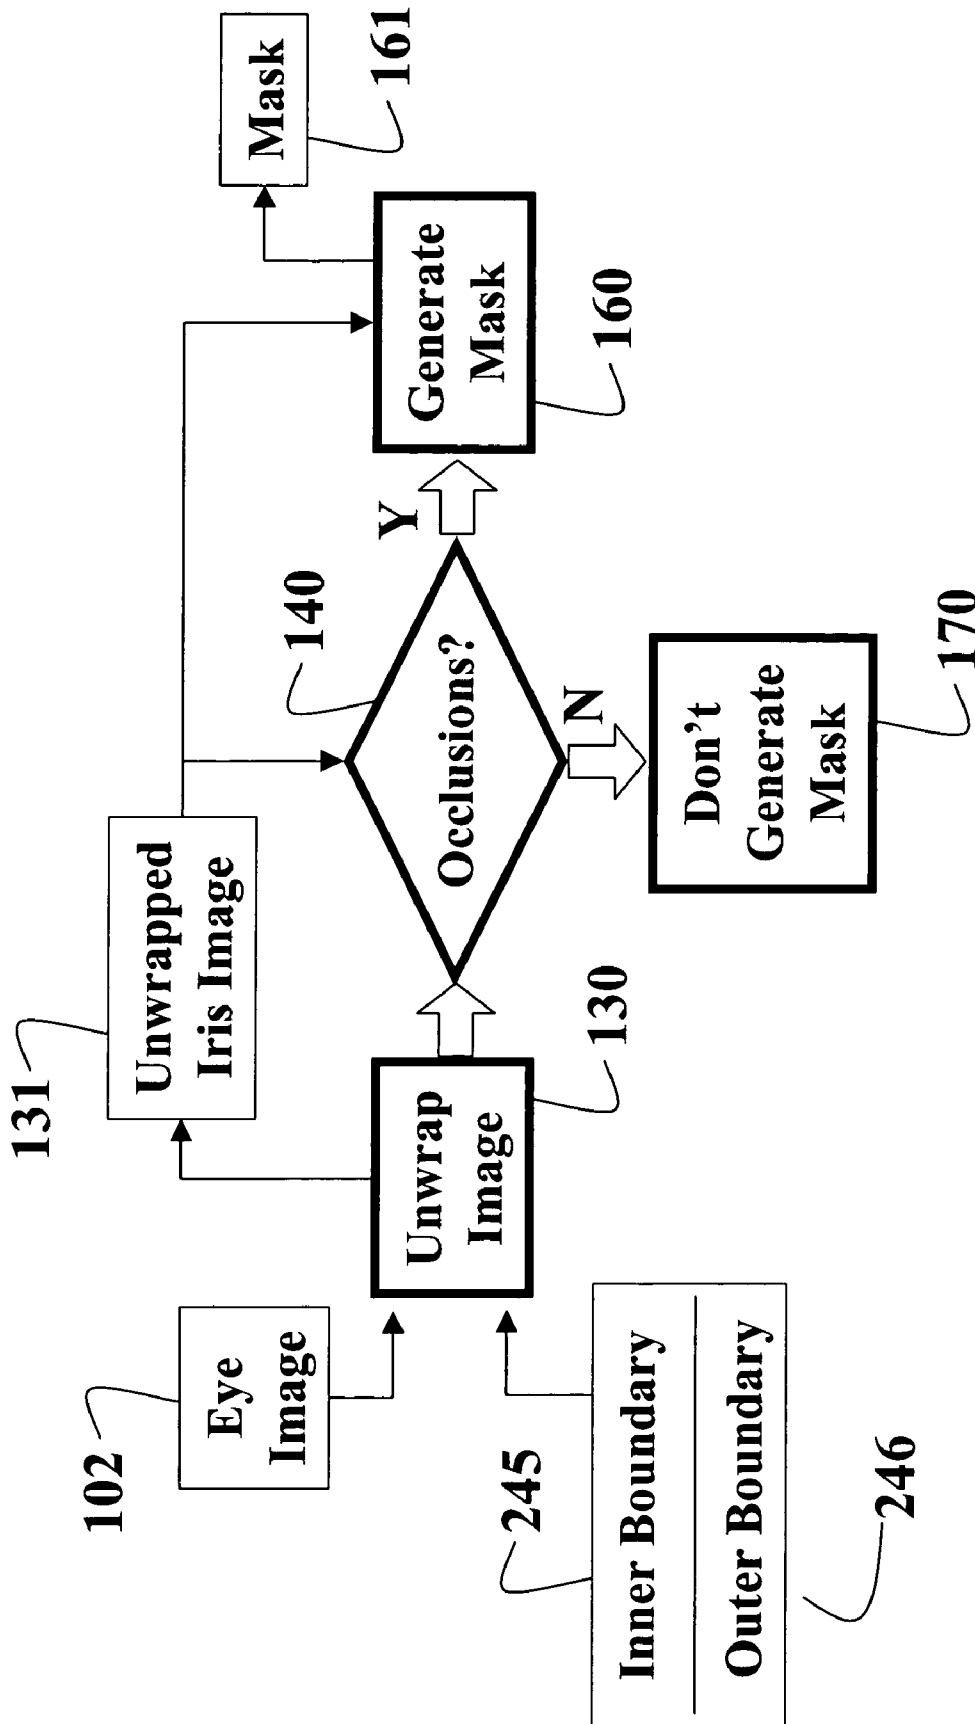 102
Eye
Image
245
Inner Boundary
Outer Boundary
246
Unwrap
Image
130
131
Unwrapped
Iris Image
140
Occlusions?
Y
N
Don't
Generate
Mask
170
Generate
Mask
160
Mask
161